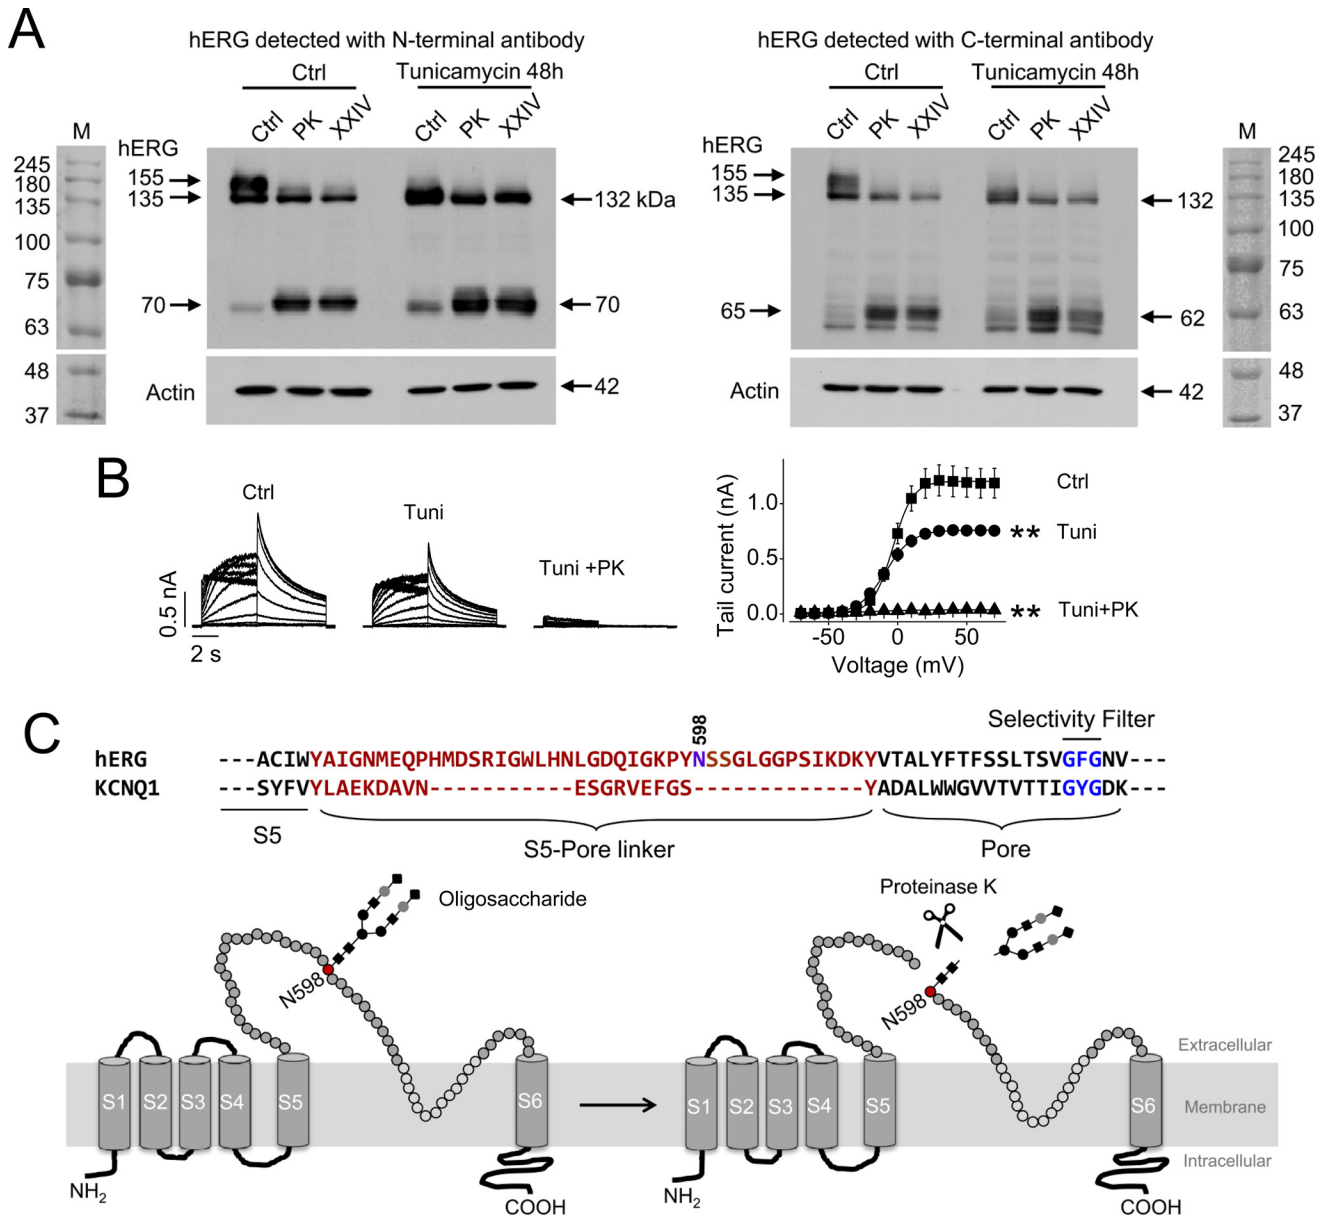 A
hERG detected with N-terminal antibody
hERG detected with C-terminal antibody
Ctrl
Tunicamycin 48h
Ctrl
Tunicamycin 48h
Ctrl PK XXIV Ctrl PK XXIV
Ctrl PK XXIV Ctrl PK XXIV
M
hERG
hERG
M
245
180
135
100
75
63
48
37
155
135
70
Actin
132 kDa
70
42
155
135
65
Actin
132
62
42
245
180
135
100
75
63
48
37
B
Ctrl
Tuni
Tuni +PK
0.5 nA
2 s
Tail current (nA)
1.0
0.5
0.0
-50 0 50
Voltage (mV)
Ctrl
** Tuni
** Tuni+PK
C
598
Selectivity Filter
hERG ---ACIWYAIGNMEQPHMDSRIGWLHNLGDQIGKPYNSSGLGGPSIKDKYVTALYFTFSSLTSVGFGNV---
KCNQ1 ---SYFVYLAEKDAVN----------ESGRVEFGS------------YADALWWGVVTVTTIGYGDK---
S5
S5-Pore linker
Pore
Oligosaccharide
Proteinase K
N598
N598
Extracellular
S1 S2 S3 S4 S5 S6
S1 S2 S3 S4 S5 S6
Membrane
Intracellular
NH2
COOH
NH2
COOH